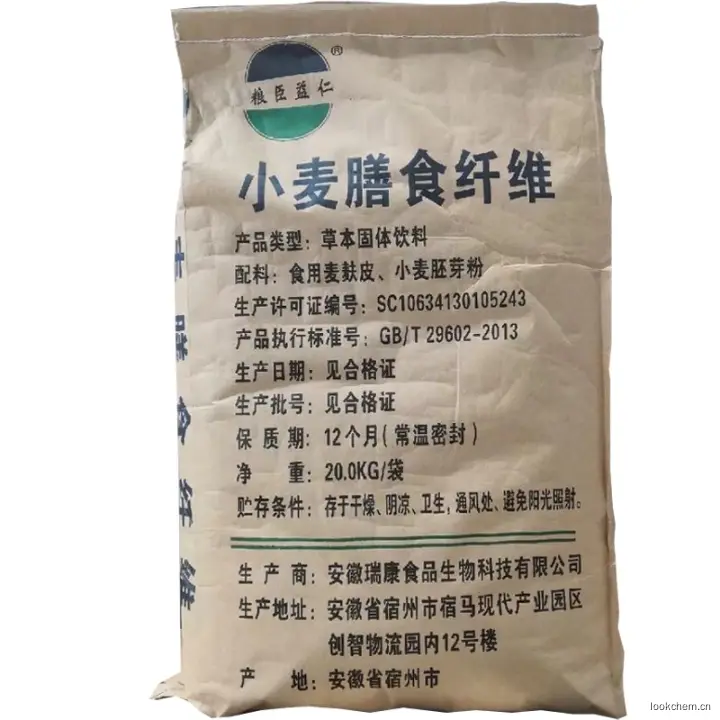 粮臣益仁
®
小麦膳食纤维
产品类型：草本固体饮料
配料：食用麦麸皮、小麦胚芽粉
生产许可证编号：SC10634130105243
产品执行标准号：GB/T 29602-2013
生产日期：见合格证
生产批号：见合格证
保质期：12个月(常温密封)
净重：20.0KG/袋
贮存条件：存于干燥、阴凉、卫生，通风处、避免阳光照射。
生产商：安徽瑞康食品生物科技有限公司
生产地址：安徽省宿州市宿马现代产业园区
创智物流园内12号楼
产地：安徽省宿州市
膳食纤维
lookchem.cn